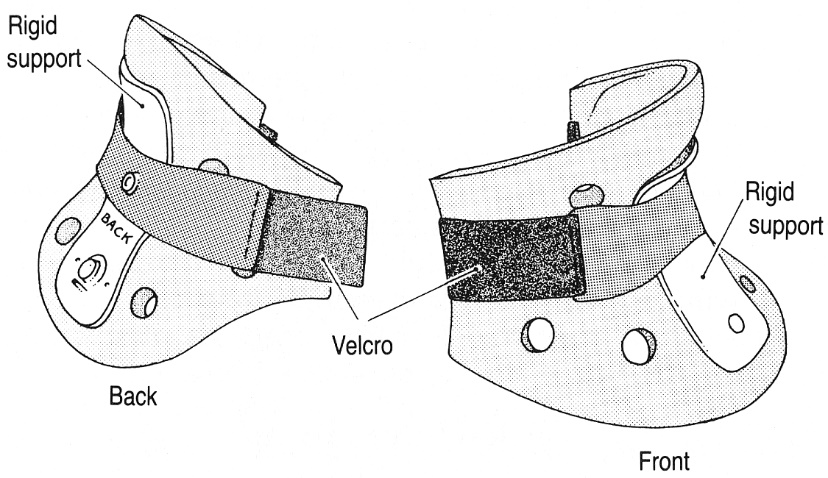 Rigid
support
BACK
Velcro
Back
Rigid
support
Front